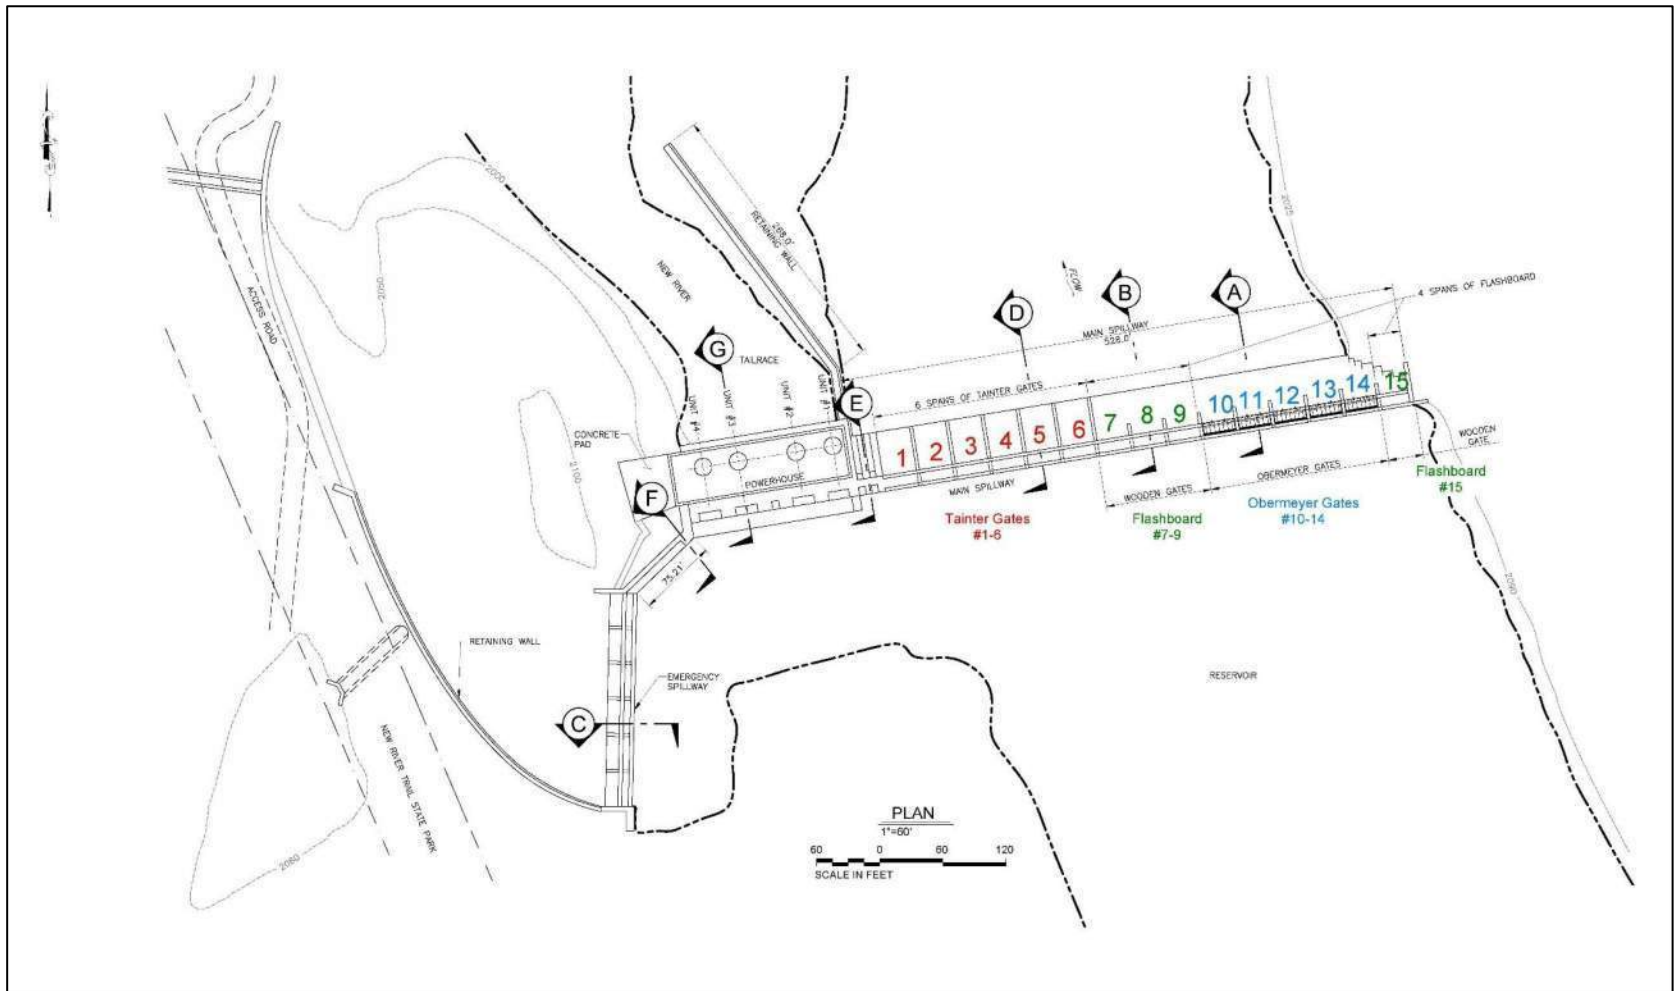 2000
2050
ACCESS ROAD
NEW RIVER
268.0'
RETAINING WALL
2025
FLOW
4 SPANS OF FLASHBOARD
A
B
D
MAIN SPILLWAY
528.0'
G
TAILRACE
E
6 SPANS OF TAINTER GATES
UNIT #4
UNIT #3
UNIT #2
UNIT #1
CONCRETE
PAD
2100
POWERHOUSE
F
1 2 3 4 5 6 7 8 9 10 11 12 13 14 15
MAIN SPILLWAY
WOODEN GATES
OBERMEYER GATES
WOODEN
GATE
Tainter Gates
#1-6
Flashboard
#7-9
Obermeyer Gates
#10-14
Flashboard
#15
75.21'
2090
RETAINING WALL
EMERGENCY
SPILLWAY
RESERVOIR
C
NEW RIVER TRAIL STATE PARK
2060
PLAN
1"=60'
60 0 60 120
SCALE IN FEET